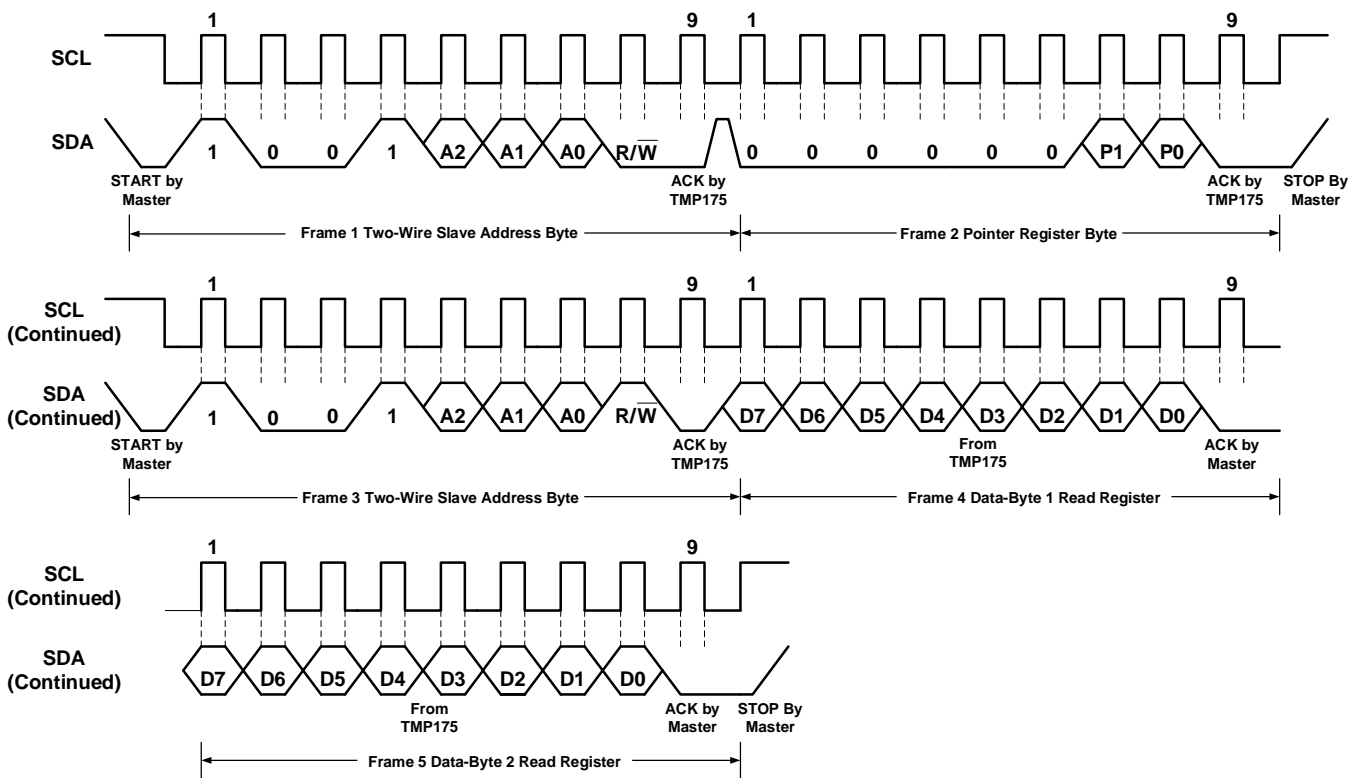 1 9 1 9
SCL
SDA
1 0 0 1 A2 A1 A0 R/W̅ 0 0 0 0 0 0 P1 P0
START by
Master
ACK by
TMP175
ACK by
TMP175
STOP By
Master
Frame 1 Two-Wire Slave Address Byte
Frame 2 Pointer Register Byte
1 9 1 9
SCL
(Continued)
SDA
(Continued)
1 0 0 1 A2 A1 A0 R/W̅ D7 D6 D5 D4 D3 D2 D1 D0
START by
Master
ACK by
TMP175
From
TMP175
ACK by
Master
Frame 3 Two-Wire Slave Address Byte
Frame 4 Data-Byte 1 Read Register
1 9
SCL
(Continued)
SDA
(Continued)
D7 D6 D5 D4 D3 D2 D1 D0
From
TMP175
ACK by
Master
STOP By
Master
Frame 5 Data-Byte 2 Read Register